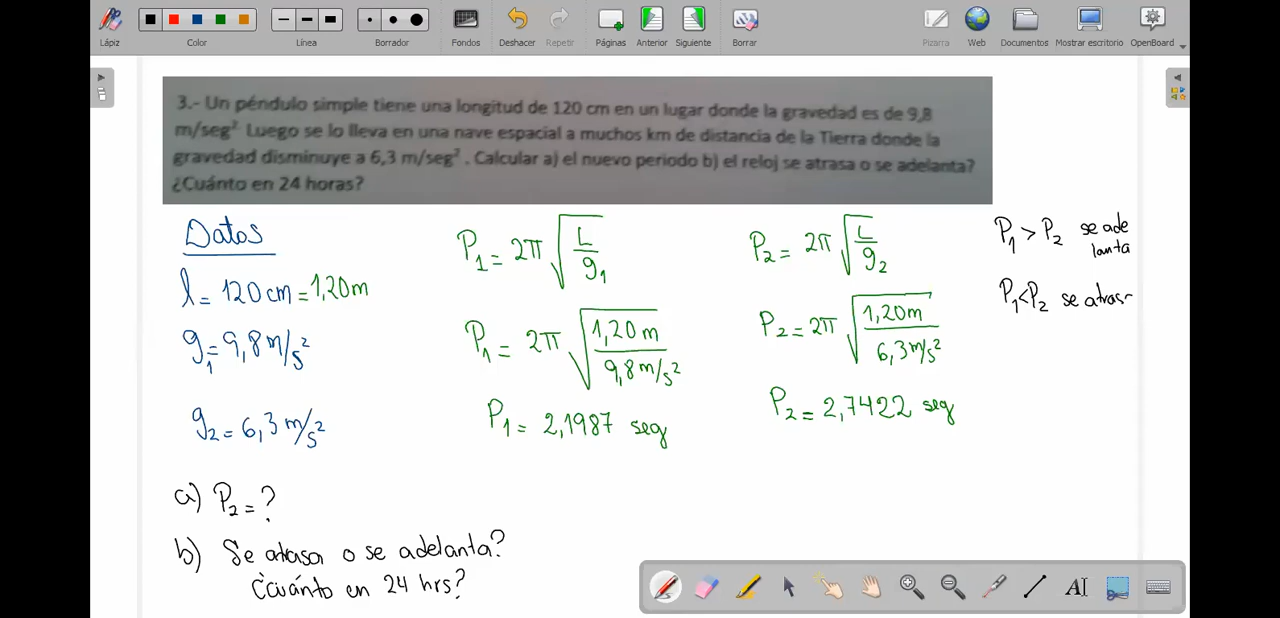 Lápiz
Color
Línea
Borrador
Fondos
Deshacer
Repetir
Páginas
Anterior
Siguiente
Borrar
Pizarra
Web
Documentos
Mostrar escritorio
OpenBoard
3.- Un péndulo simple tiene una longitud de 120 cm en un lugar donde la gravedad es de 9,8
m/seg² Luego se lo lleva en una nave espacial a muchos km de distancia de la Tierra donde la
gravedad disminuye a 6,3 m/seg² . Calcular a) el nuevo periodo b) el reloj se atrasa o se adelanta?
¿Cuánto en 24 horas?
Datos
l = 120 cm = 1,20 m
g₁ = 9,8 m/s²
g₂ = 6,3 m/s²
a) P₂ = ?
b) Se atrasa o se adelanta?
¿Cuánto en 24 hrs?
P₁ = 2π √(L/g₁)
P₁ = 2π √(1,20 m / 9,8 m/s²)
P₁ = 2,1987 seg
P₂ = 2π √(L/g₂)
P₂ = 2π √(1,20 m / 6,3 m/s²)
P₂ = 2,7422 seg
P₁ > P₂ se ade
lanta
P₁ < P₂ se atras
AI